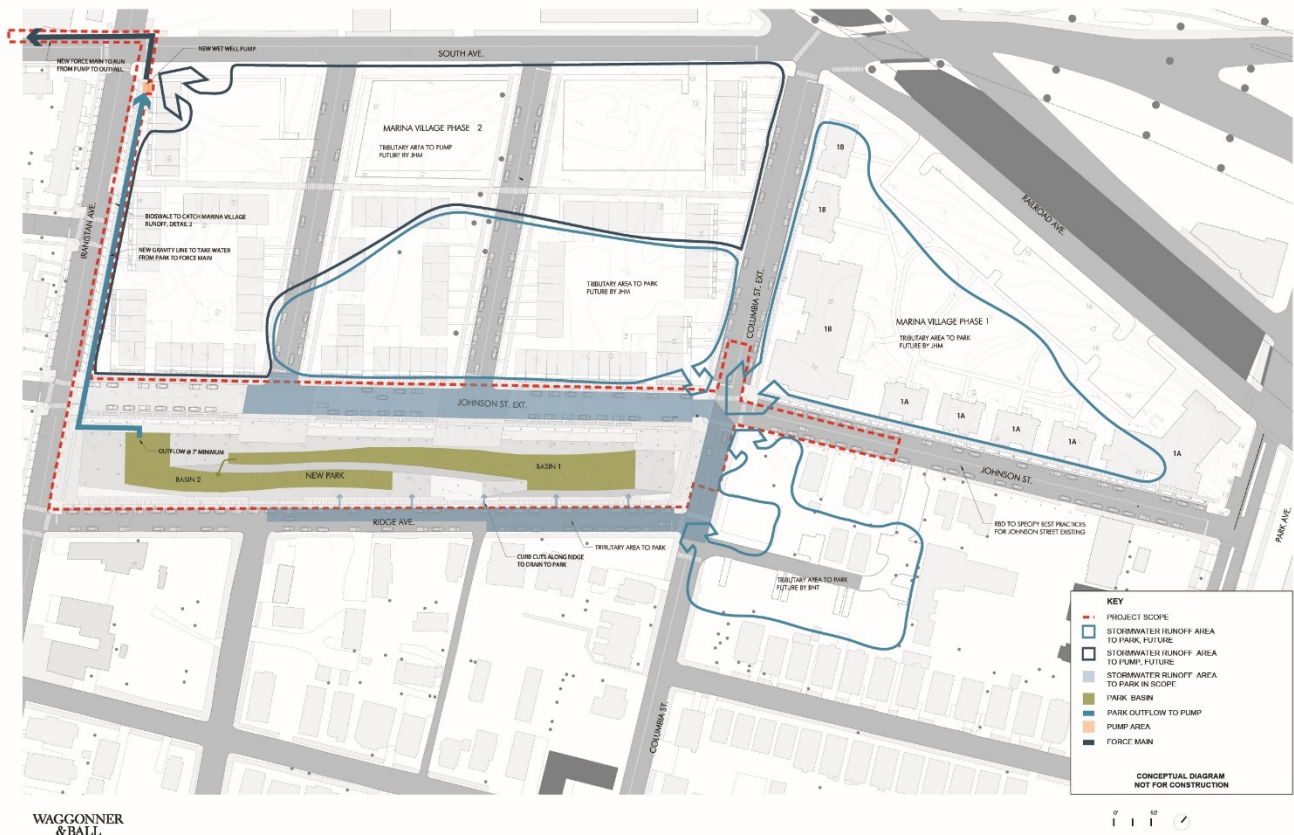 SOUTH AVE.
NEW WET WELL PUMP
NEW FORCE MAIN TO RUN
FROM PUMP TO OUTFALL
MARINA VILLAGE PHASE 2
TRIBUTARY AREA TO PUMP
FUTURE BY JHM
1B
1B
RAILROAD AVE.
IRANISTAN AVE.
BIOSWALE TO CATCH MARINA VILLAGE
RUNOFF, DETAIL 2
NEW GRAVITY LINE TO TAKE WATER
FROM PARK TO FORCE MAIN
TRIBUTARY AREA TO PARK
FUTURE BY JHM
COLUMBIA ST. EXT.
1B
MARINA VILLAGE PHASE 1
TRIBUTARY AREA TO PARK
FUTURE BY JHM
JOHNSON ST. EXT.
1A
1A
1A
1A
1A
JOHNSON ST.
OUTFLOW @ 7' MINIMUM
BASIN 1
BASIN 2
NEW PARK
RIDGE AVE.
TRIBUTARY AREA TO PARK
CURB CUTS ALONG RIDGE
TO DRAIN TO PARK
RBD TO SPECIFY BEST PRACTICES
FOR JOHNSON STREET EXISTING
PARK AVE.
TRIBUTARY AREA TO PARK
FUTURE BY BNT
COLUMBIA ST.
KEY
PROJECT SCOPE
STORMWATER RUNOFF AREA
TO PARK, FUTURE
STORMWATER RUNOFF AREA
TO PUMP, FUTURE
STORMWATER RUNOFF AREA
TO PARK IN SCOPE
PARK BASIN
PARK OUTFLOW TO PUMP
PUMP AREA
FORCE MAIN
CONCEPTUAL DIAGRAM
NOT FOR CONSTRUCTION
WAGGONNER
&BALL
0' 50'